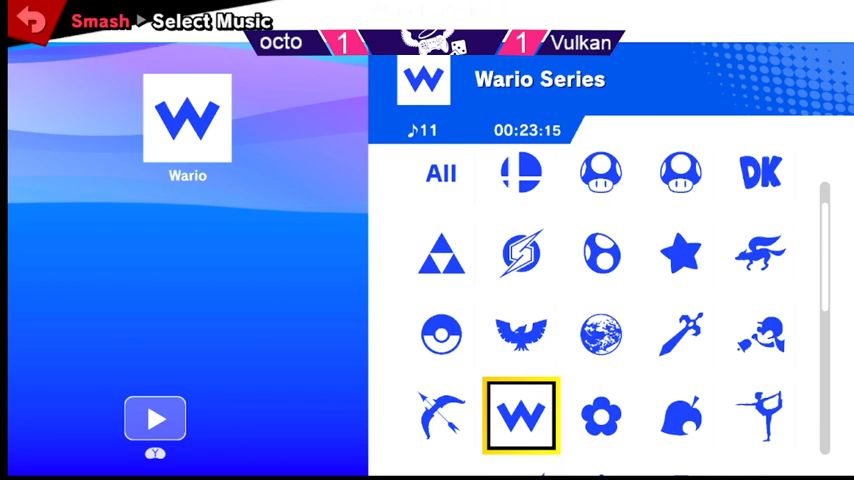 Smash ▶ Select Music
octo 1 1 Vulkan
W
Wario
W
Wario Series
♪11 00:23:15
All
DK
W
Y